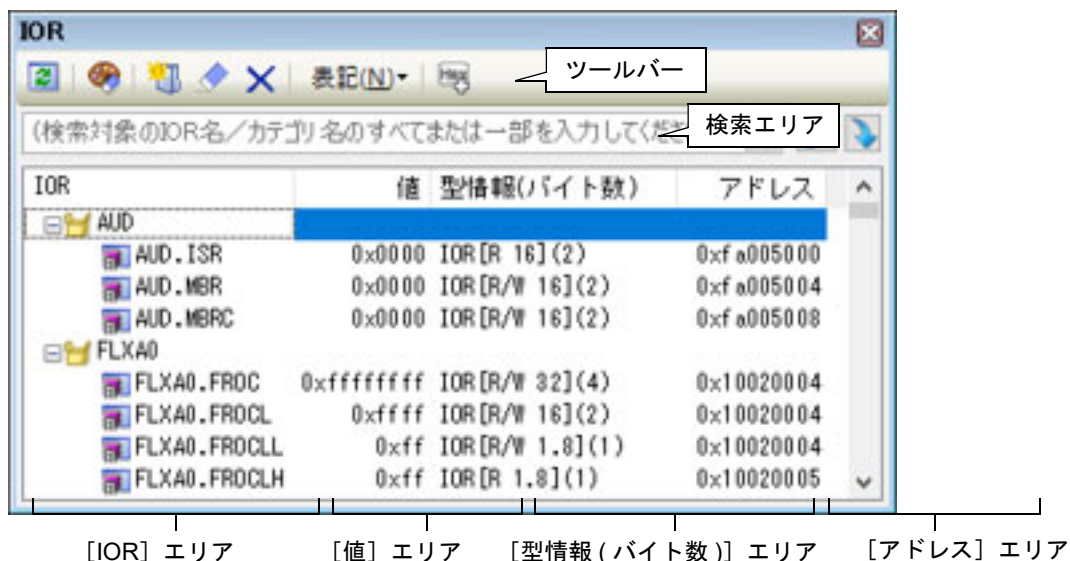 IOR
表記(N)▾ Hex ツールバー
(検索対象のIOR名／カテゴリ名のすべてまたは一部を入力してくだ 検索エリア
IOR 値 型情報(バイト数) アドレス
AUD
AUD.ISR 0x0000 IOR[R 16](2) 0xfa005000
AUD.MBR 0x0000 IOR[R/W 16](2) 0xfa005004
AUD.MBRC 0x0000 IOR[R/W 16](2) 0xfa005008
FLXA0
FLXA0.FROC 0xffffffff IOR[R/W 32](4) 0x10020004
FLXA0.FROCL 0xffff IOR[R/W 16](2) 0x10020004
FLXA0.FROCLL 0xff IOR[R/W 1.8](1) 0x10020004
FLXA0.FROCLH 0xff IOR[R 1.8](1) 0x10020005
［IOR］エリア ［値］エリア ［型情報 ( バイト数 )］エリア ［アドレス］エリア